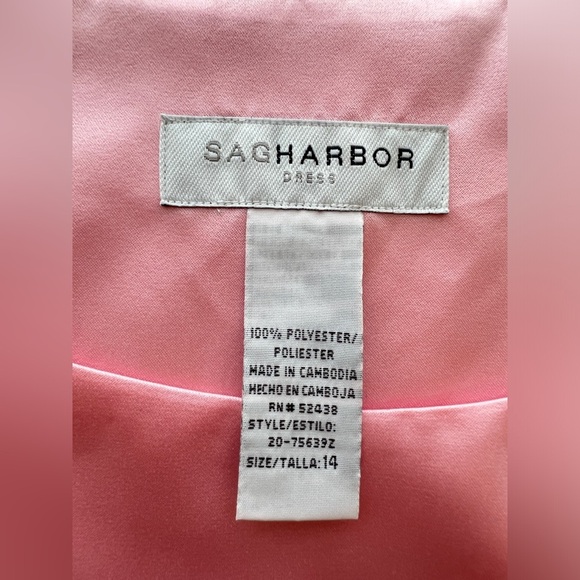 SAGHARBOR
DRESS
100% POLYESTER/
POLIESTER
MADE IN CAMBODIA
HECHO EN CAMBOJA
RN# 52438
STYLE/ESTILO:
20-75639Z
SIZE/TALLA:14